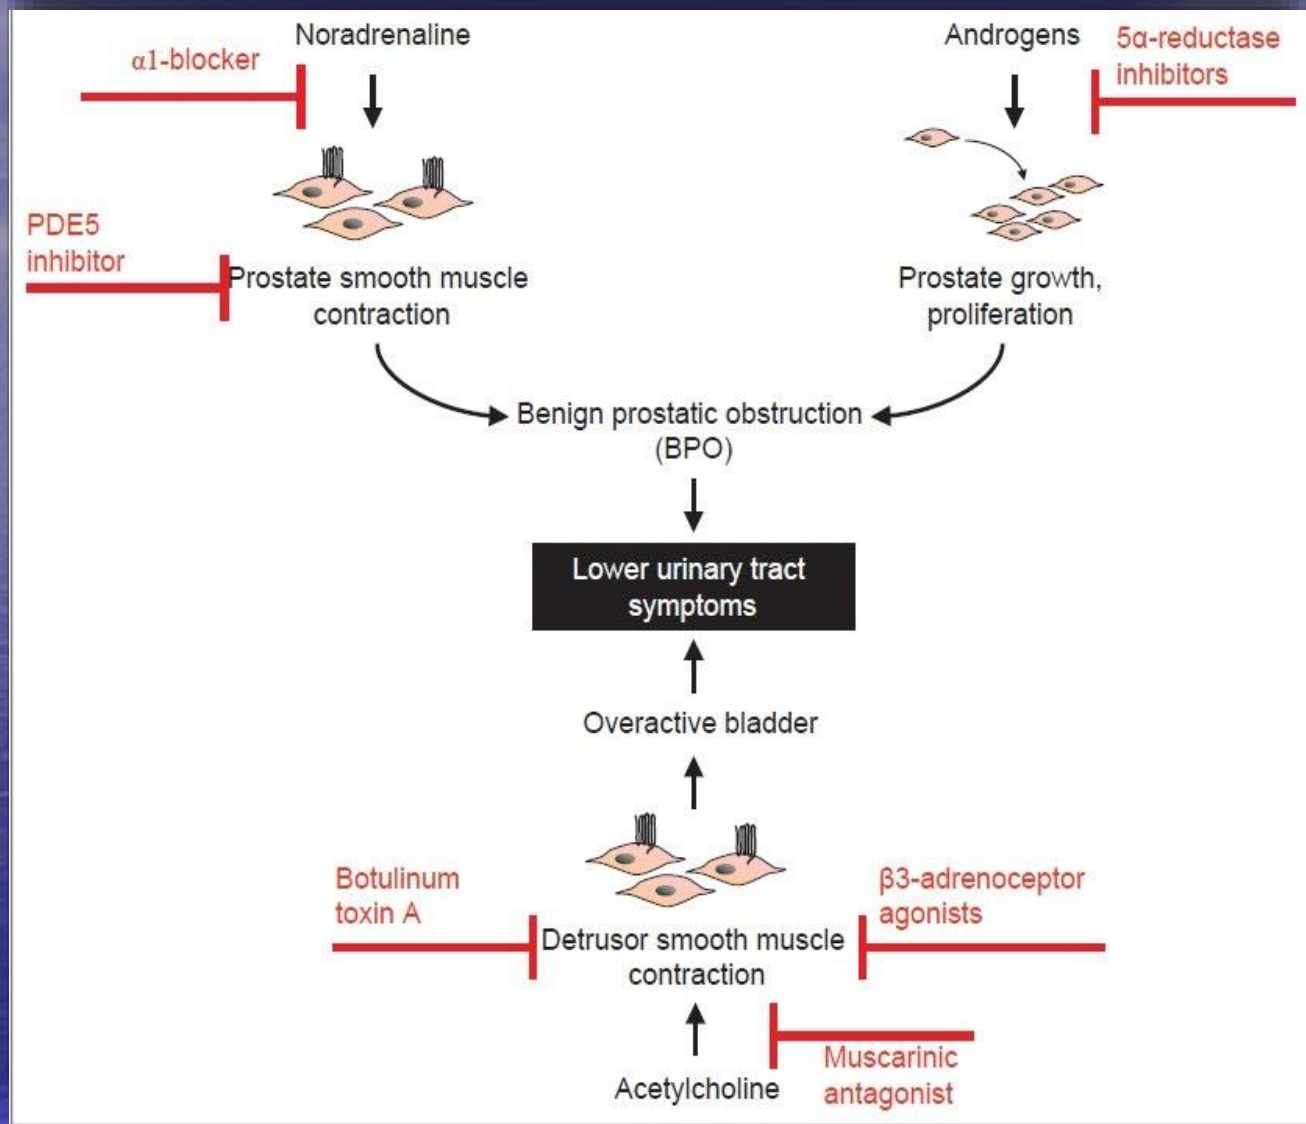 Noradrenaline
α1-blocker
Androgens
5α-reductase
inhibitors
PDE5
inhibitor
Prostate smooth muscle
contraction
Prostate growth,
proliferation
Benign prostatic obstruction
(BPO)
Lower urinary tract
symptoms
Overactive bladder
Botulinum
toxin A
β3-adrenoceptor
agonists
Detrusor smooth muscle
contraction
Acetylcholine
Muscarinic
antagonist